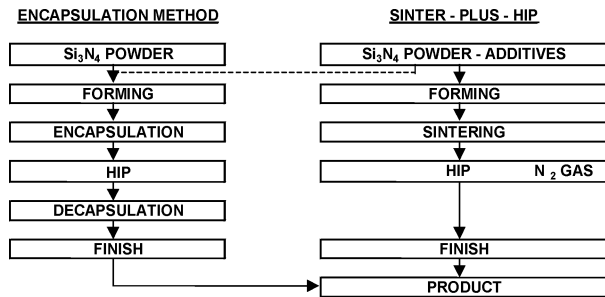 ENCAPSULATION METHOD
Si₃N₄ POWDER
FORMING
ENCAPSULATION
HIP
DECAPSULATION
FINISH
SINTER - PLUS - HIP
Si₃N₄ POWDER - ADDITIVES
FORMING
SINTERING
HIP N ₂ GAS
FINISH
PRODUCT